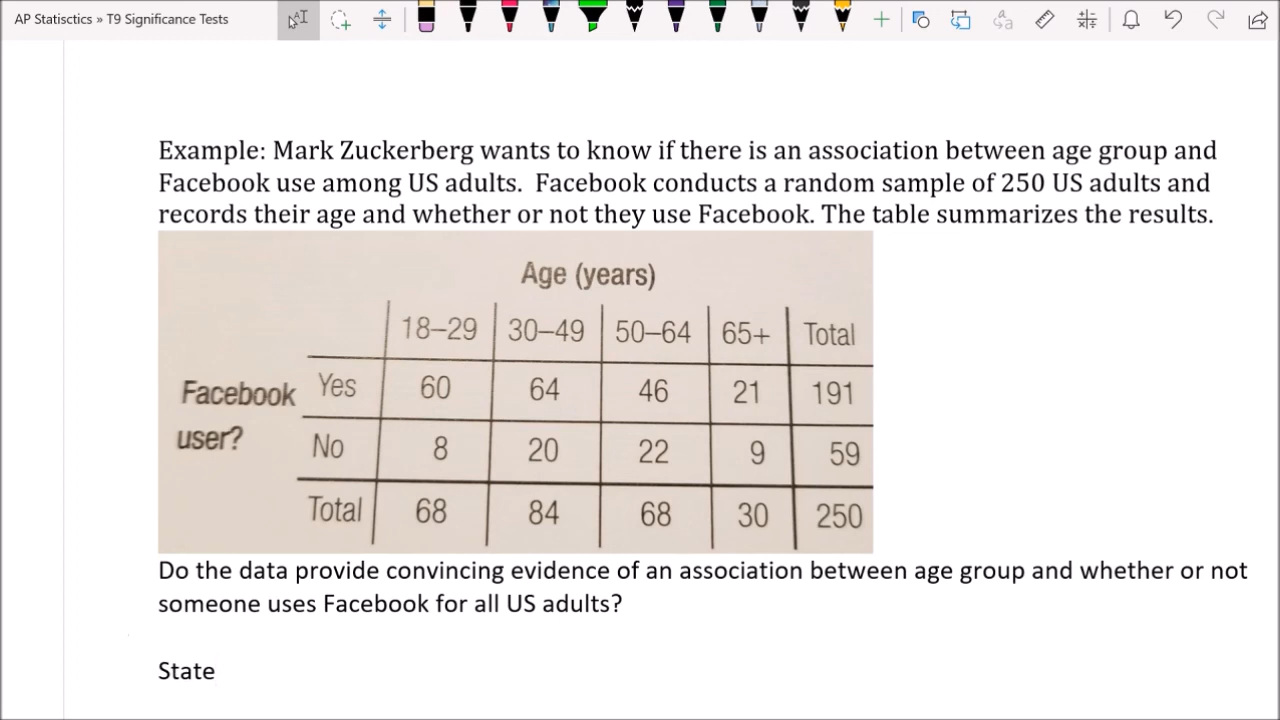 AP Statisctics » T9 Significance Tests
Example: Mark Zuckerberg wants to know if there is an association between age group and
Facebook use among US adults.  Facebook conducts a random sample of 250 US adults and
records their age and whether or not they use Facebook. The table summarizes the results.
Age (years)
18–29 30–49 50–64 65+ Total
Facebook user? Yes 60 64 46 21 191
No 8 20 22 9 59
Total 68 84 68 30 250
Do the data provide convincing evidence of an association between age group and whether or not
someone uses Facebook for all US adults?
State